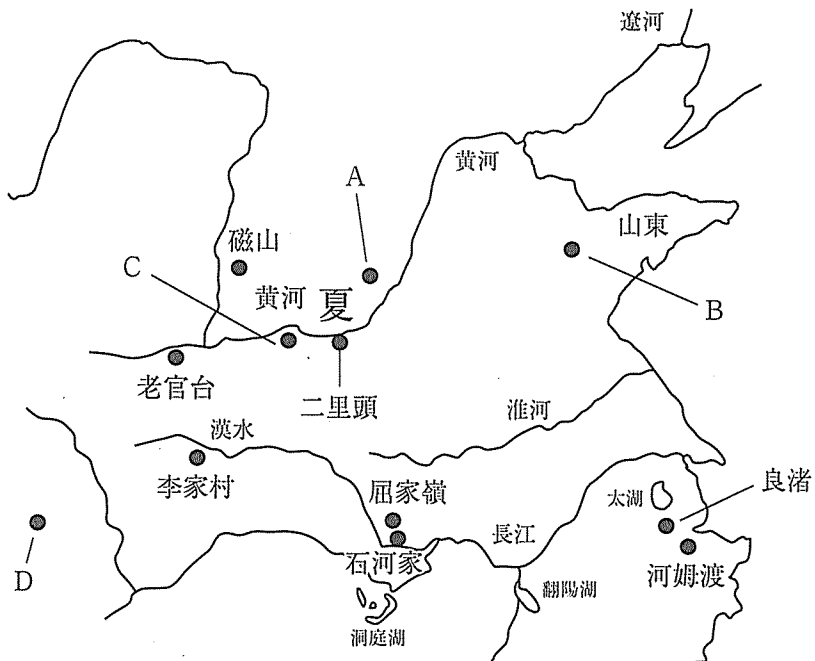 遼河
黄河
A
山東
磁山
C
黄河
夏
B
老官台
二里頭
淮河
漢水
李家村
屈家嶺
太湖
良渚
長江
D
石河家
河姆渡
翻陽湖
洞庭湖